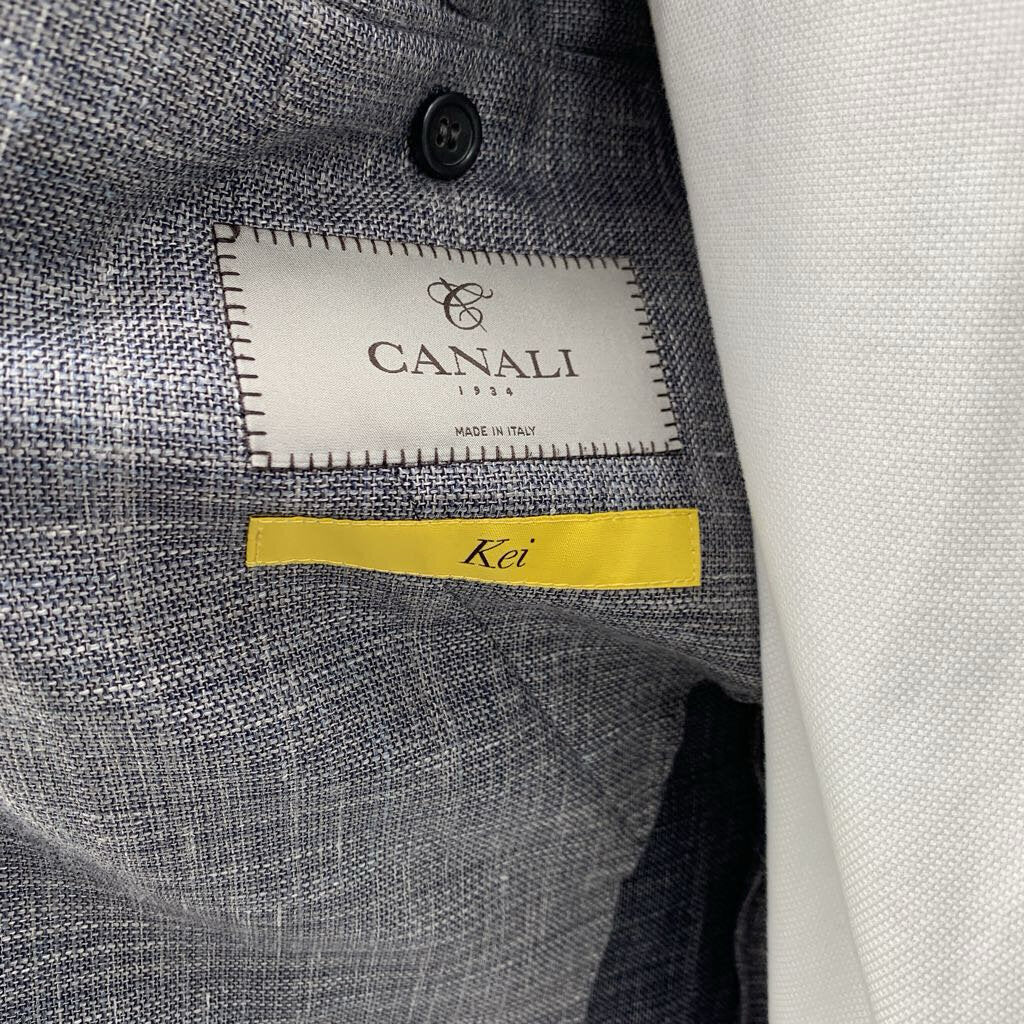 CANALI
1934
MADE IN ITALY
Kei